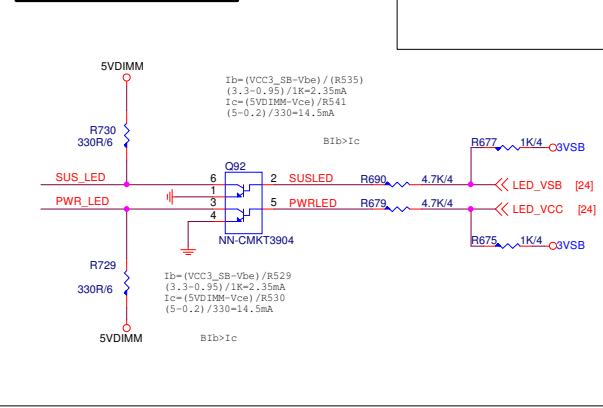 5VDIMM
Ib=(VCC3_SB-Vbe)/(R535)
(3.3-0.95)/1K=2.35mA
Ic=(5VDIMM-Vce)/R541
(5-0.2)/330=14.5mA
BIb>Ic
R730
330R/6
R677 1K/4 3VSB
Q92
SUS_LED 6 2 SUSLED R690 4.7K/4 LED_VSB [24]
1
PWR_LED 3 5 PWRLED R679 4.7K/4 LED_VCC [24]
4
NN-CMKT3904
R675 1K/4 3VSB
R729
330R/6
Ib=(VCC3_SB-Vbe)/R529
(3.3-0.95)/1K=2.35mA
Ic=(5VDIMM-Vce)/R530
(5-0.2)/330=14.5mA
5VDIMM
BIb>Ic